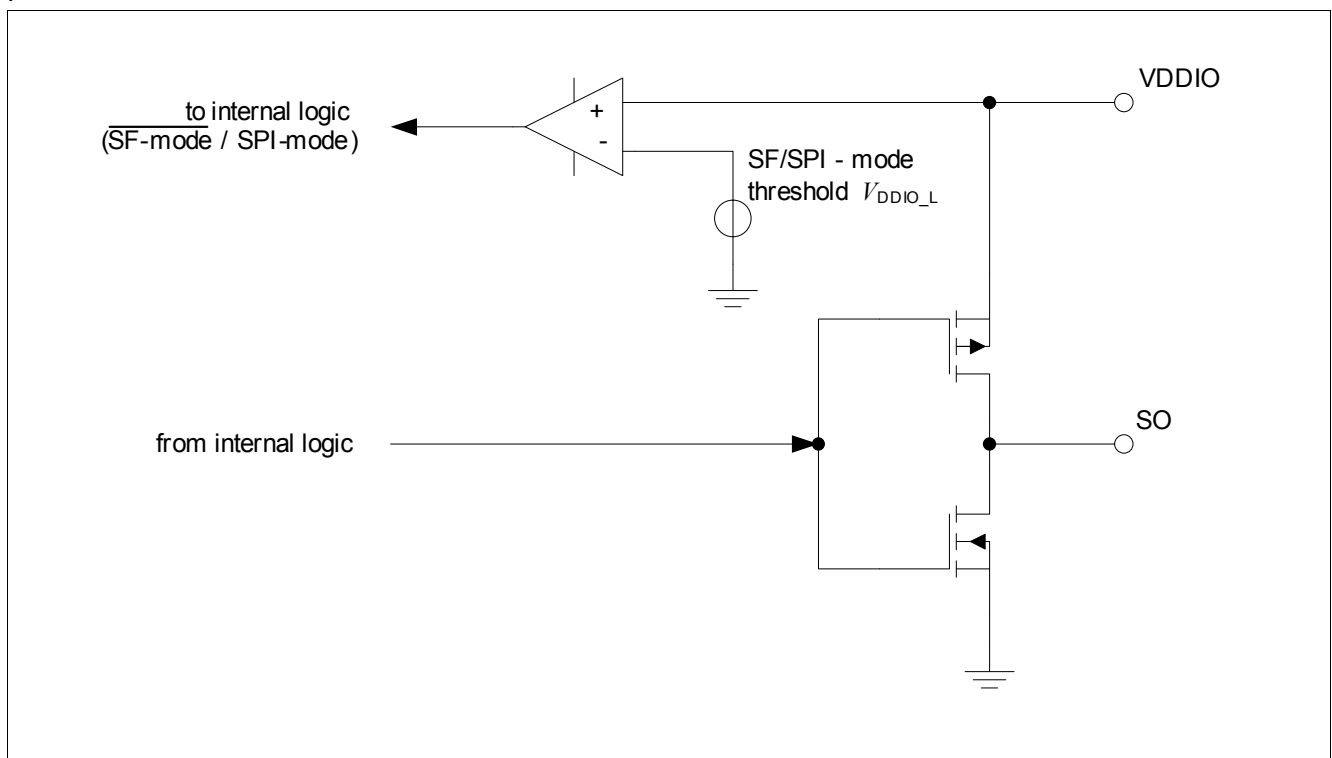 VDDIO
to internal logic
(SF-mode / SPI-mode)
+
-
SF/SPI - mode
threshold VDDIO_L
SO
from internal logic